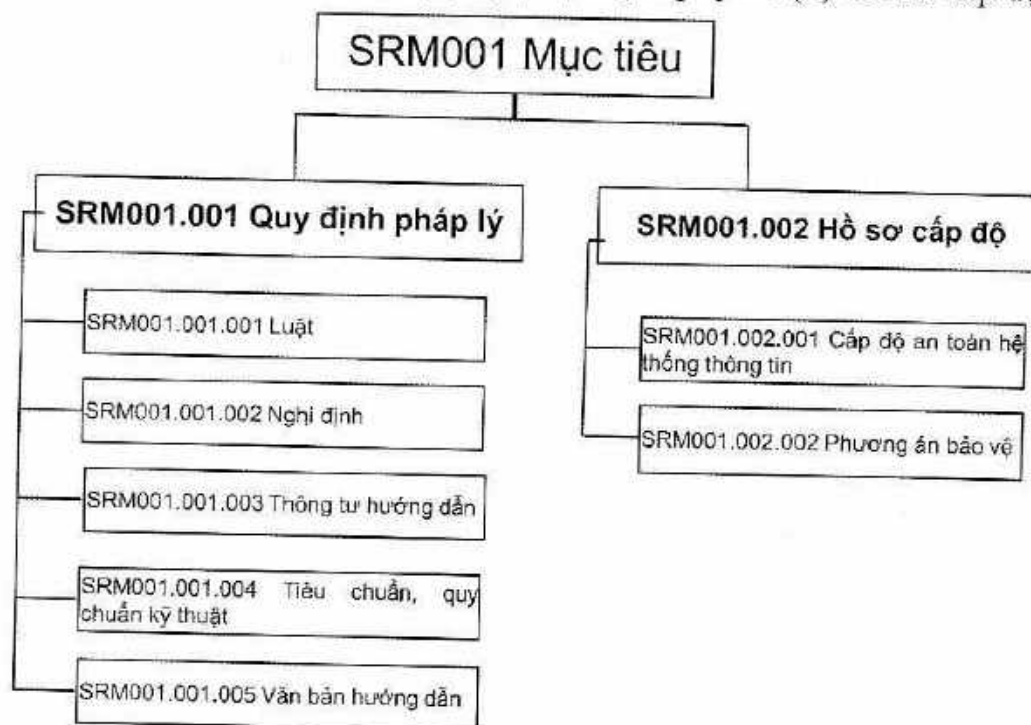 SRM001 Mục tiêu
SRM001.001 Quy định pháp lý
SRM001.001.001 Luật
SRM001.001.002 Nghị định
SRM001.001.003 Thông tư hướng dẫn
SRM001.001.004 Tiêu chuẩn, quy
chuẩn kỹ thuật
SRM001.001.005 Văn bản hướng dẫn
SRM001.002 Hồ sơ cấp độ
SRM001.002.001 Cấp độ an toàn hệ
thống thông tin
SRM001.002.002 Phương án bảo vệ